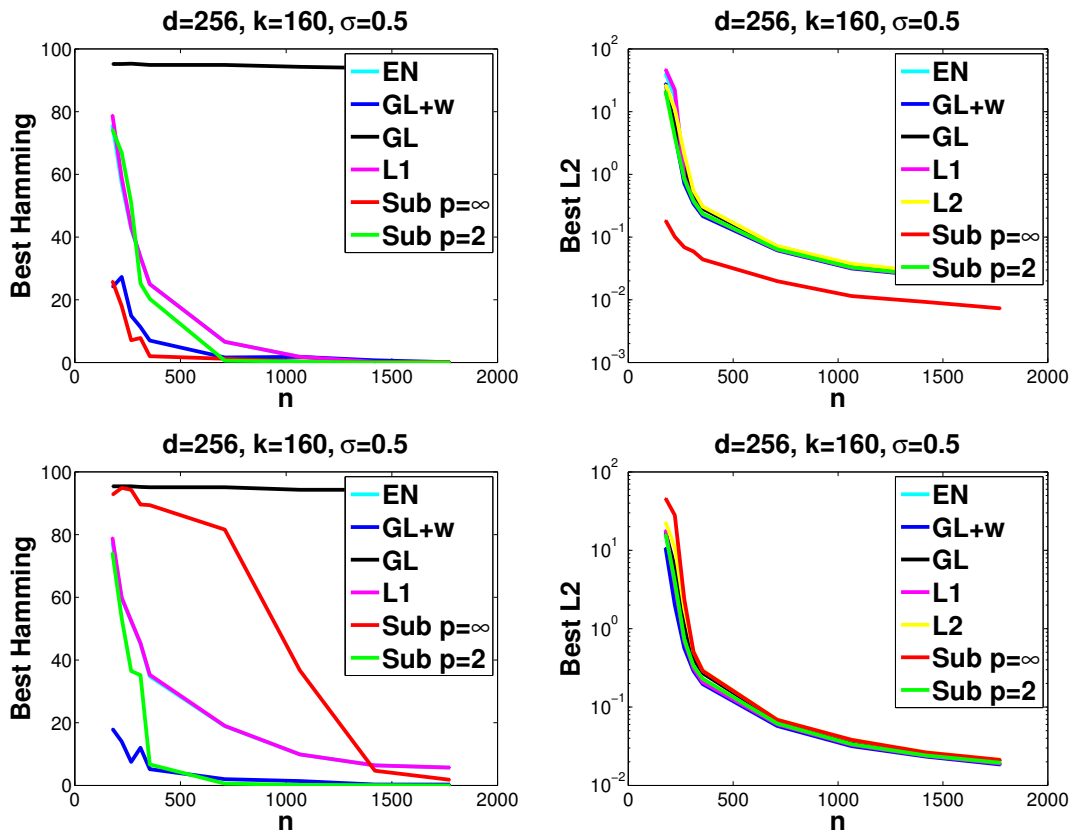 d=256, k=160, σ=0.5
Best Hamming
100
80
60
40
20
0
0 500 1000 1500 2000
n
EN
GL+w
GL
L1
Sub p=∞
Sub p=2
d=256, k=160, σ=0.5
Best L2
10^2
10^1
10^0
10^-1
10^-2
10^-3
0 500 1000 1500 2000
n
EN
GL+w
GL
L1
L2
Sub p=∞
Sub p=2
d=256, k=160, σ=0.5
Best Hamming
100
80
60
40
20
0
0 500 1000 1500 2000
n
EN
GL+w
GL
L1
Sub p=∞
Sub p=2
d=256, k=160, σ=0.5
Best L2
10^2
10^1
10^0
10^-1
10^-2
0 500 1000 1500 2000
n
EN
GL+w
GL
L1
L2
Sub p=∞
Sub p=2